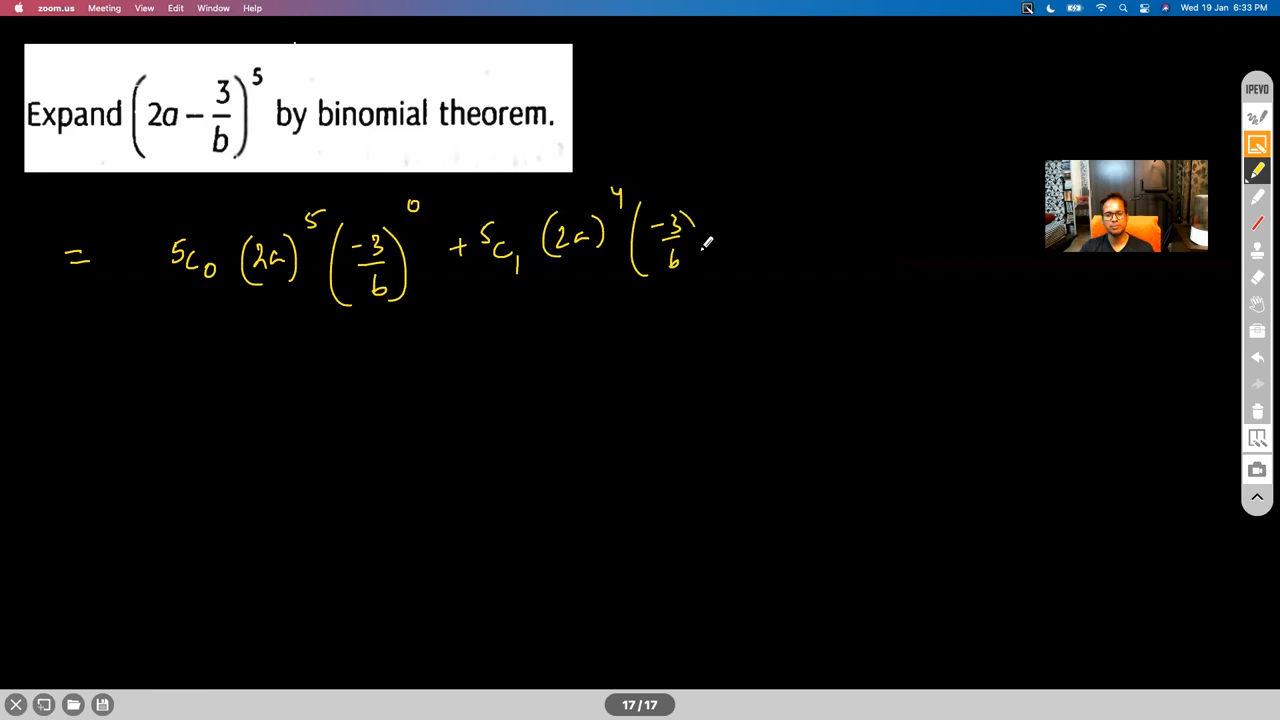 zoom.us Meeting View Edit Window Help Wed 19 Jan 6:33 PM
IPEVO
Expand (2a − 3/b)^5 by binomial theorem.
= ⁵C₀ (2a)⁵ (−3/b)⁰ + ⁵C₁ (2a)⁴ (−3/b)
17 / 17